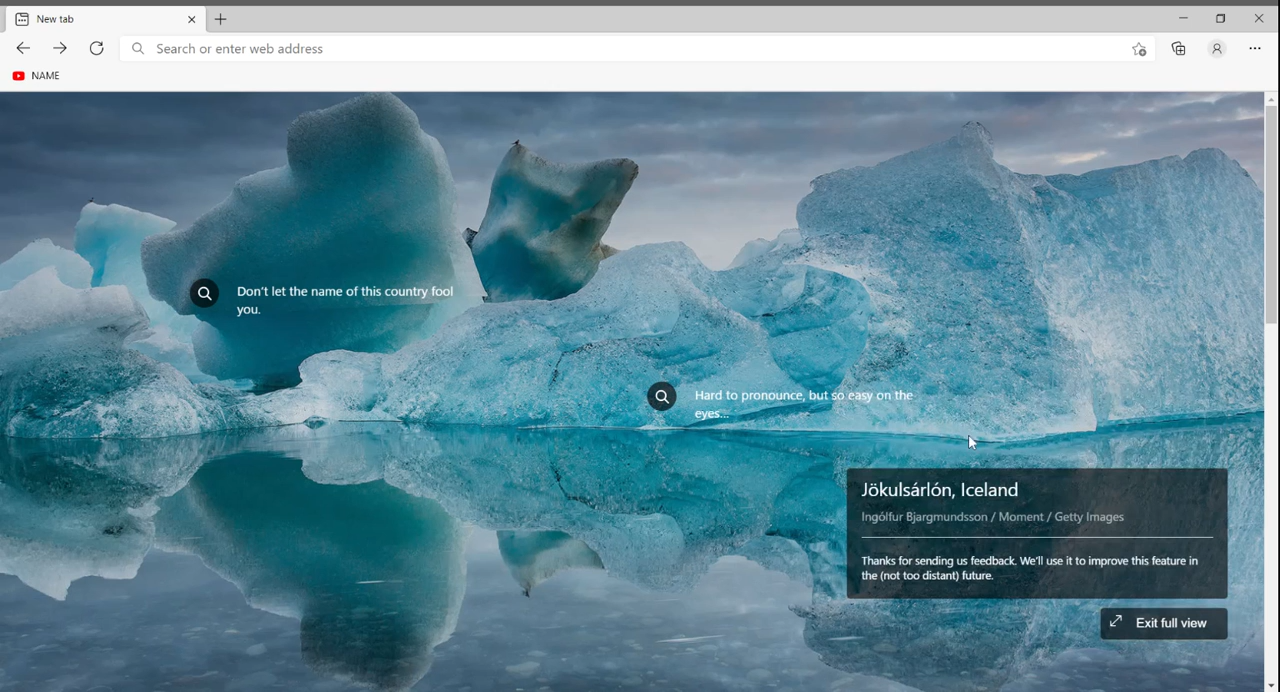 New tab
Search or enter web address
NAME
Don't let the name of this country fool
you.
Hard to pronounce, but so easy on the
eyes...
Jökulsárlón, Iceland
Ingólfur Bjargmundsson / Moment / Getty Images
Thanks for sending us feedback. We'll use it to improve this feature in
the (not too distant) future.
Exit full view